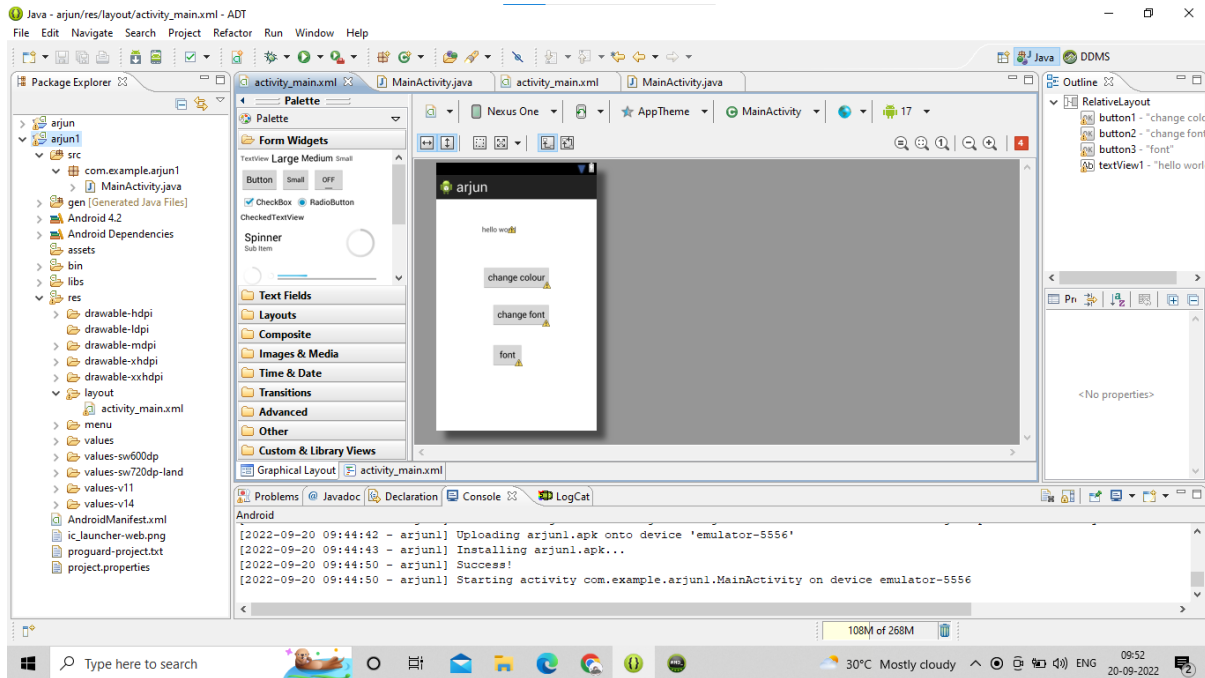 Java - arjun/res/layout/activity_main.xml - ADT
File Edit Navigate Search Project Refactor Run Window Help
Java DDMS
Package Explorer
arjun
arjun1
src
com.example.arjun1
MainActivity.java
gen [Generated Java Files]
Android 4.2
Android Dependencies
assets
bin
libs
res
drawable-hdpi
drawable-ldpi
drawable-mdpi
drawable-xhdpi
drawable-xxhdpi
layout
activity_main.xml
menu
values
values-sw600dp
values-sw720dp-land
values-v11
values-v14
AndroidManifest.xml
ic_launcher-web.png
proguard-project.txt
project.properties
activity_main.xml MainActivity.java activity_main.xml MainActivity.java
Palette
Palette
Form Widgets
TextView Large Medium Small
Button Small OFF
CheckBox RadioButton
CheckedTextView
Spinner
Sub Item
Text Fields
Layouts
Composite
Images & Media
Time & Date
Transitions
Advanced
Other
Custom & Library Views
Graphical Layout activity_main.xml
Nexus One AppTheme MainActivity 17
4
arjun
hello
change colour
change font
font
Outline
RelativeLayout
button1 - "change colo
button2 - "change font
button3 - "font"
textView1 - "hello worl
Pr
<No properties>
Problems Javadoc Declaration Console LogCat
Android
[2022-09-20 09:44:42 - arjun1] Uploading arjun1.apk onto device 'emulator-5556'
[2022-09-20 09:44:43 - arjun1] Installing arjun1.apk...
[2022-09-20 09:44:50 - arjun1] Success!
[2022-09-20 09:44:50 - arjun1] Starting activity com.example.arjun1.MainActivity on device emulator-5556
108M of 268M
Type here to search
30°C Mostly cloudy ENG
09:52
20-09-2022
2